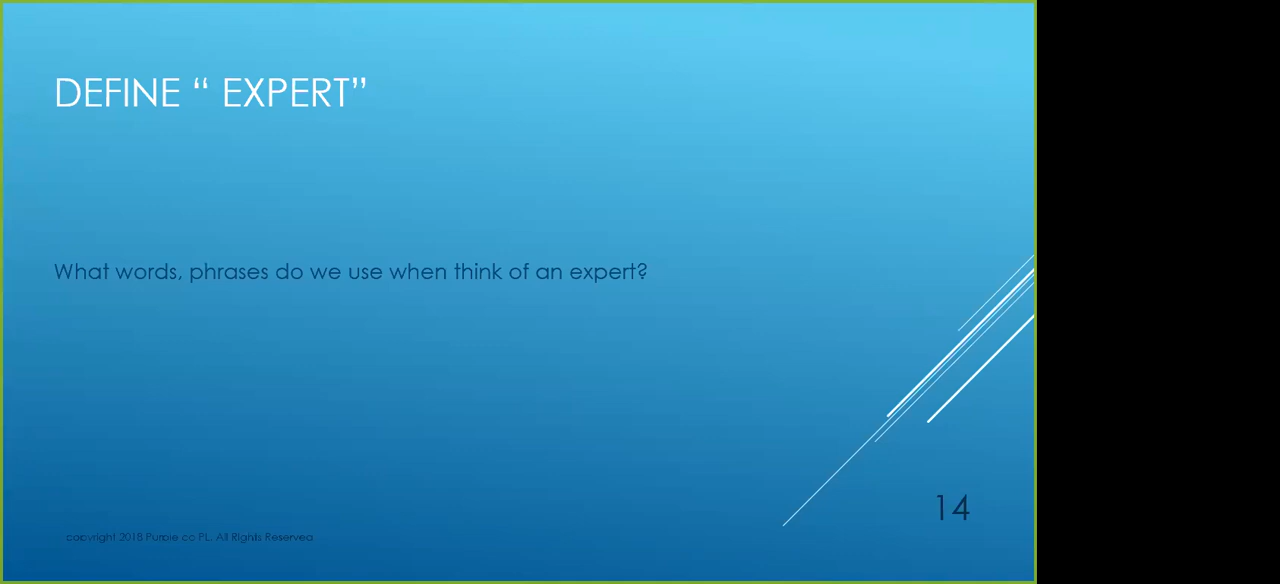 DEFINE “ EXPERT”
What words, phrases do we use when think of an expert?
14
copyright 2018 Purple co PL. All Rights Reserved